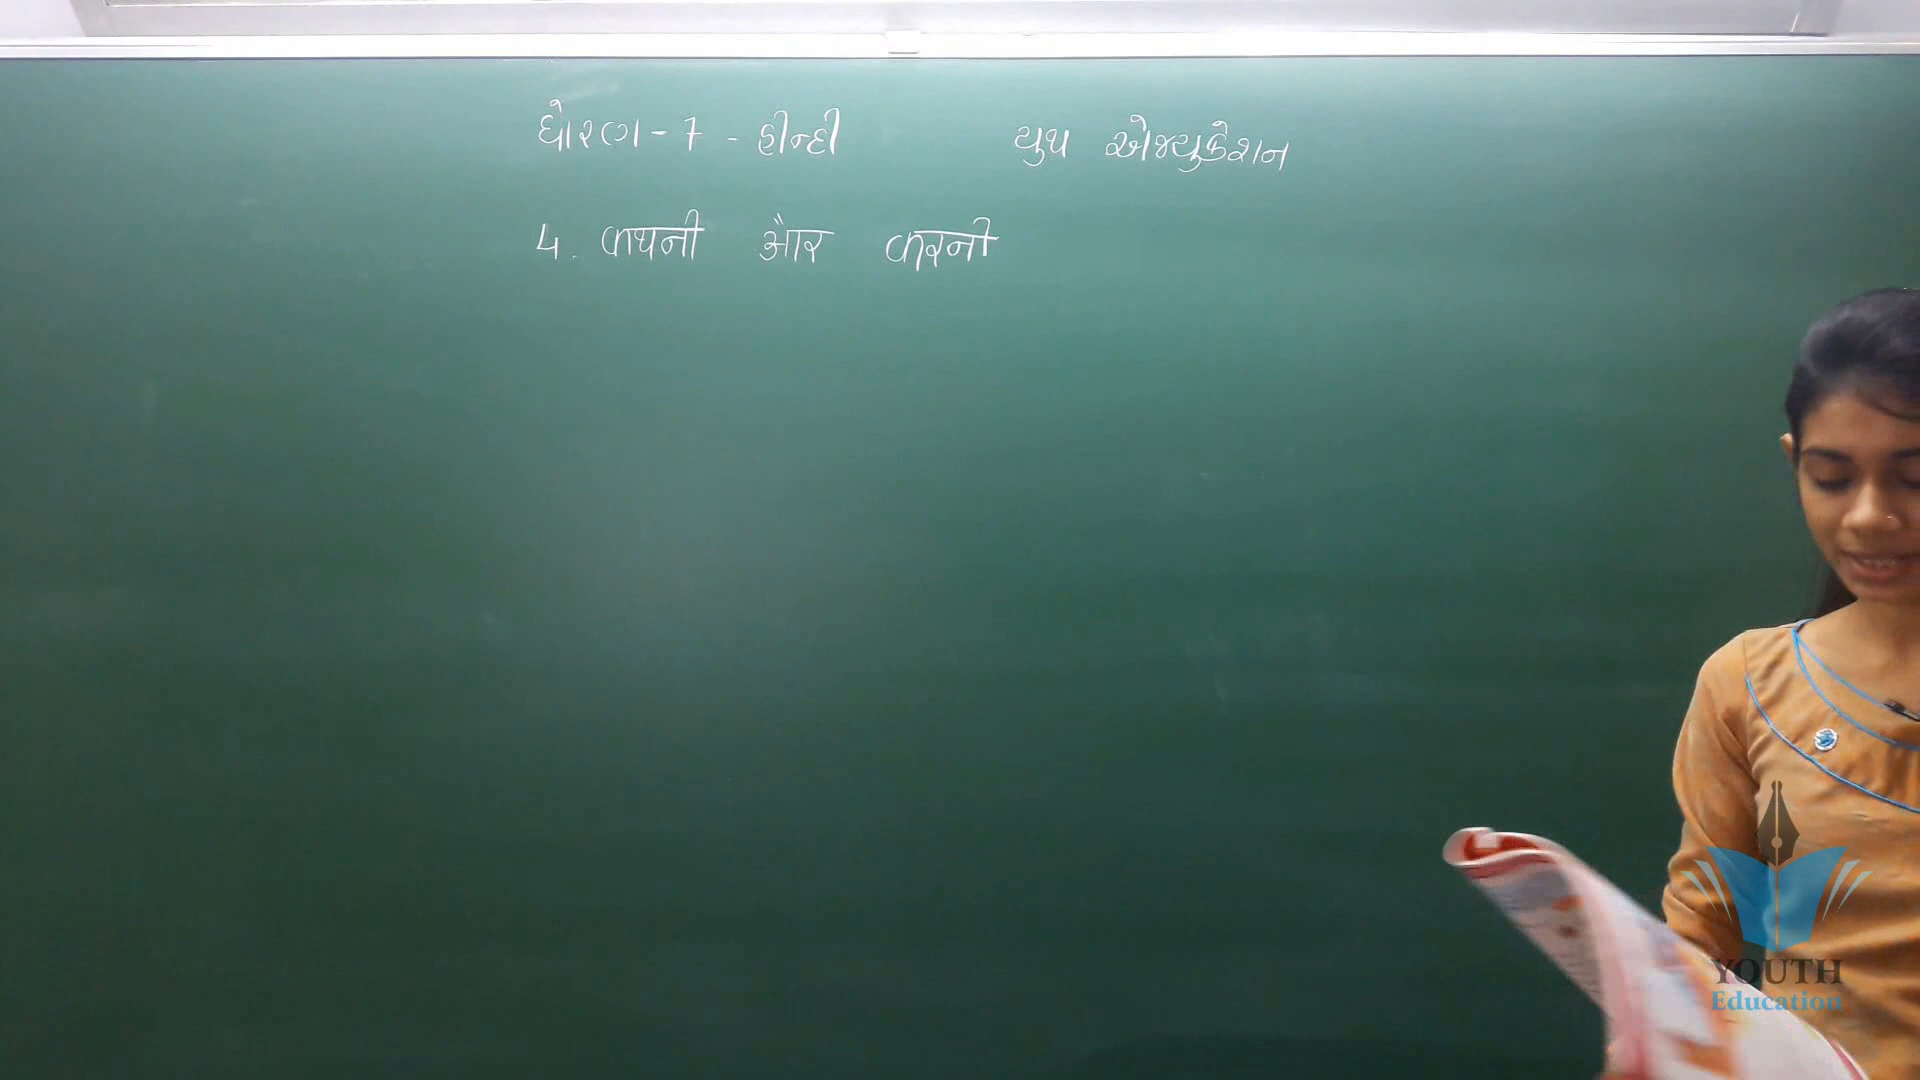 ધોરણ - 7 - હીન્દી યુથ એજ્યુકેશન
4. कथनी और करनी
YOUTH
Education